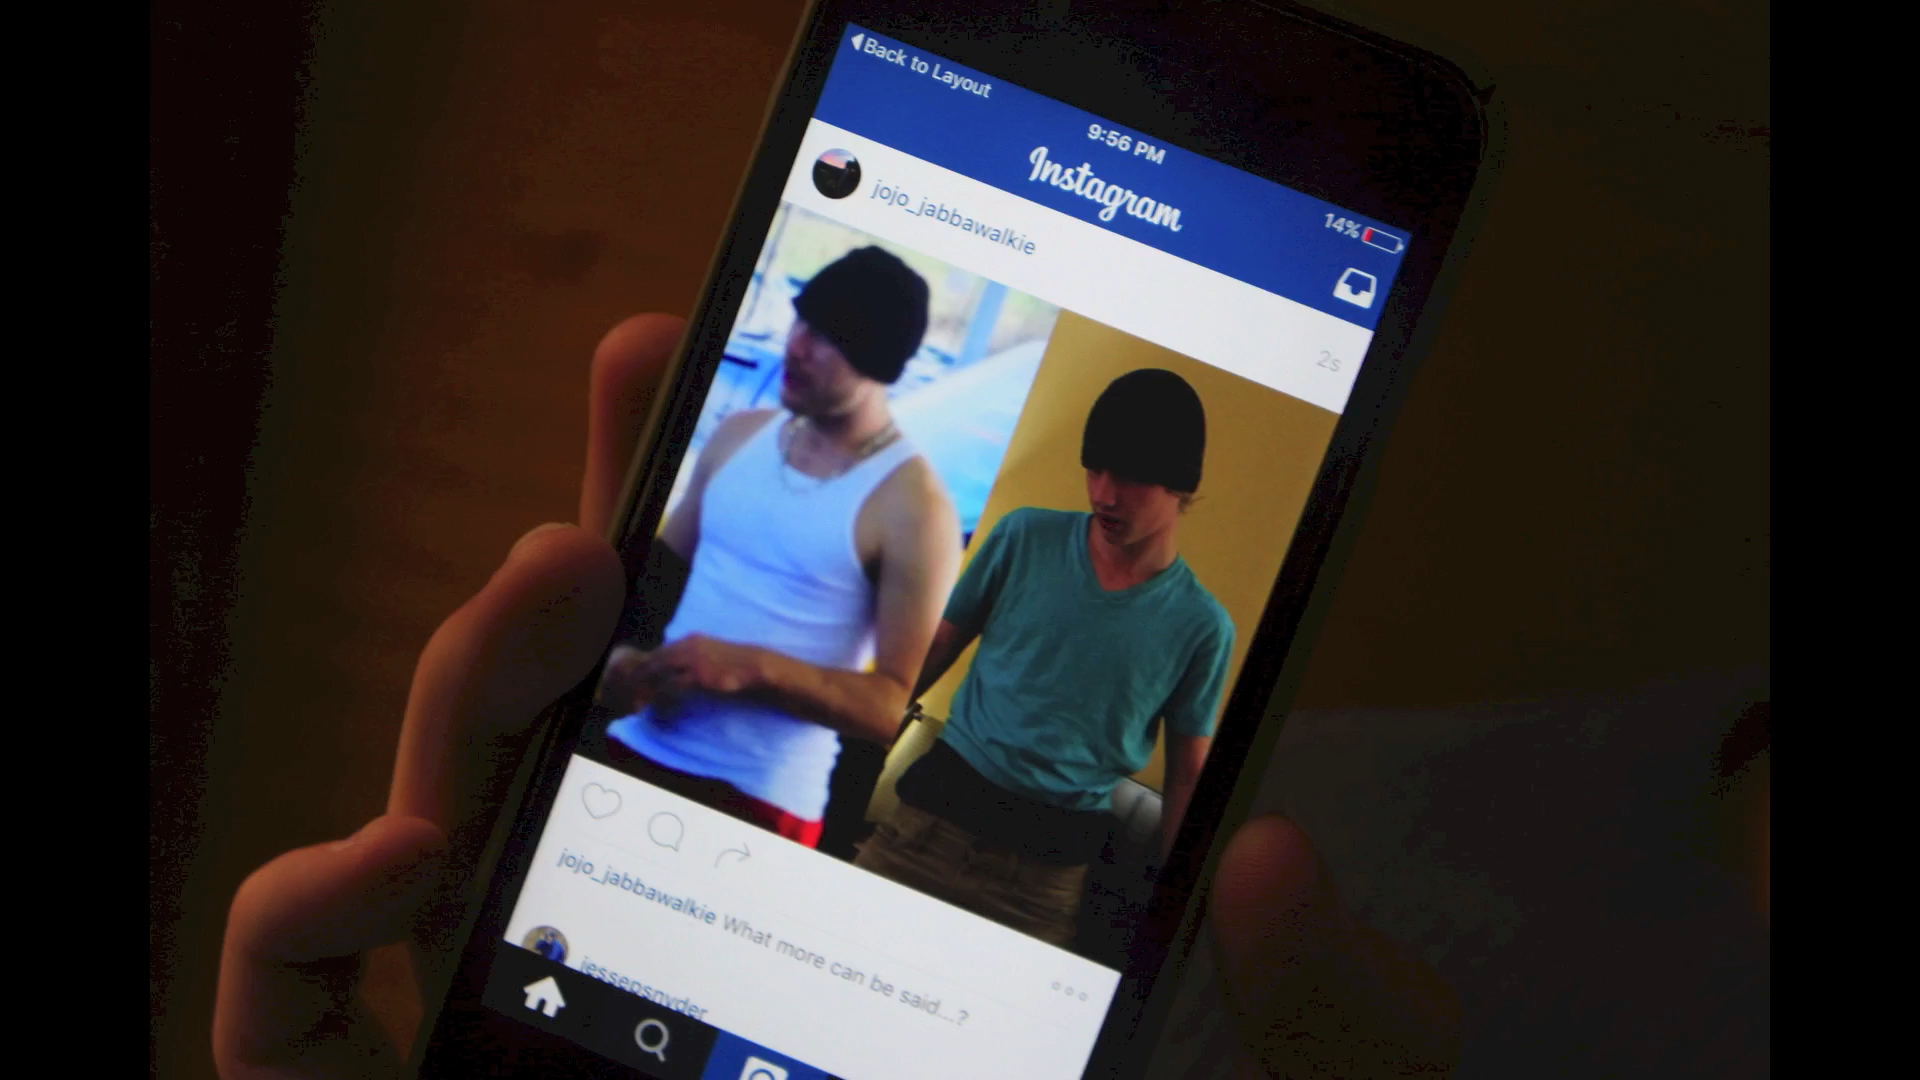 Back to Layout
9:56 PM
14%
Instagram
jojo_jabbawalkie
2s
jojo_jabbawalkie What more can be said...?
jessepsnyder